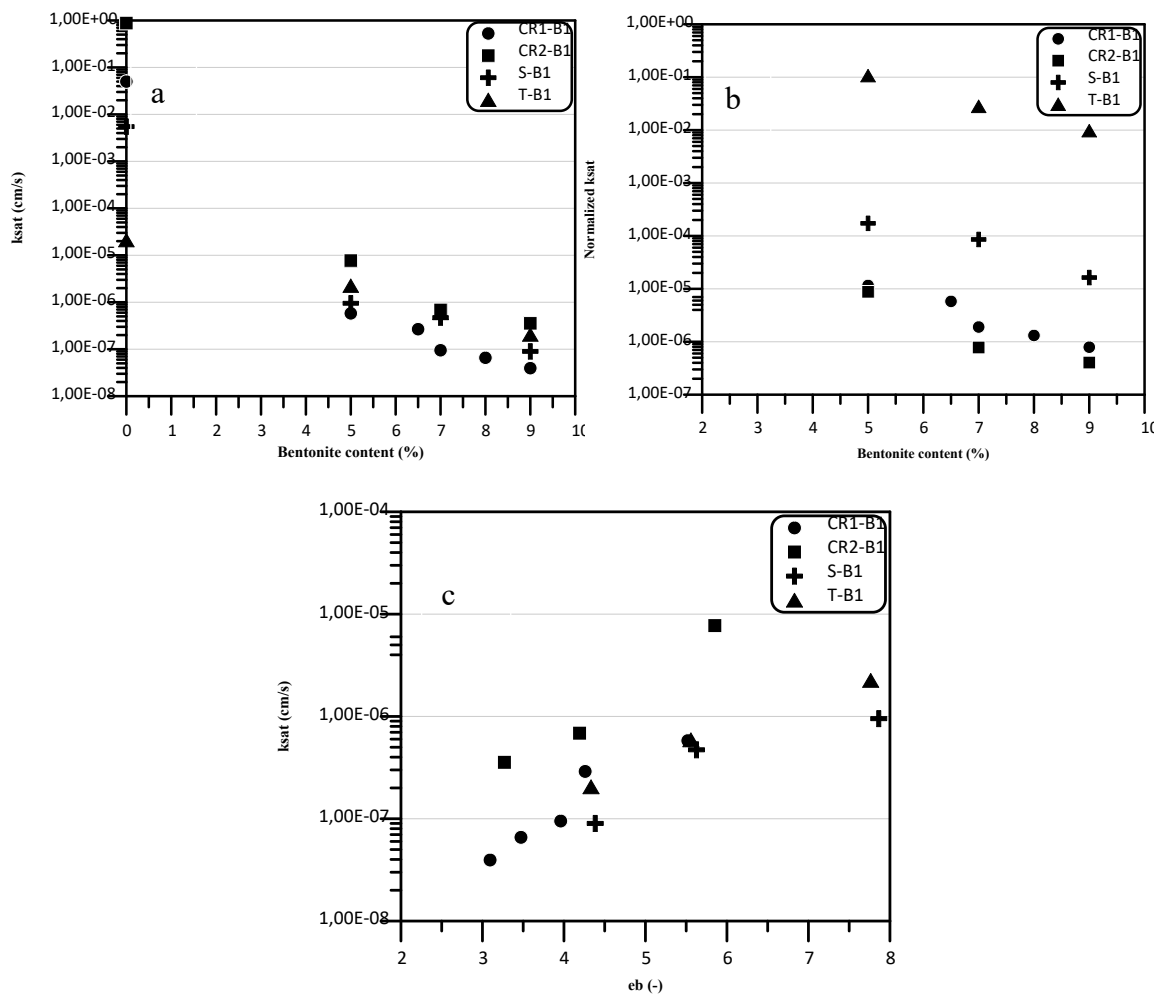 1,00E+00
1,00E-01
1,00E-02
1,00E-03
1,00E-04
1,00E-05
1,00E-06
1,00E-07
1,00E-08
ksat (cm/s)
a
CR1-B1
CR2-B1
S-B1
T-B1
0 1 2 3 4 5 6 7 8 9 10
Bentonite content (%)
1,00E+00
1,00E-01
1,00E-02
1,00E-03
1,00E-04
1,00E-05
1,00E-06
1,00E-07
Normalized ksat
b
CR1-B1
CR2-B1
S-B1
T-B1
2 3 4 5 6 7 8 9 10
Bentonite content (%)
1,00E-04
1,00E-05
1,00E-06
1,00E-07
1,00E-08
ksat (cm/s)
c
CR1-B1
CR2-B1
S-B1
T-B1
2 3 4 5 6 7 8
eb (-)